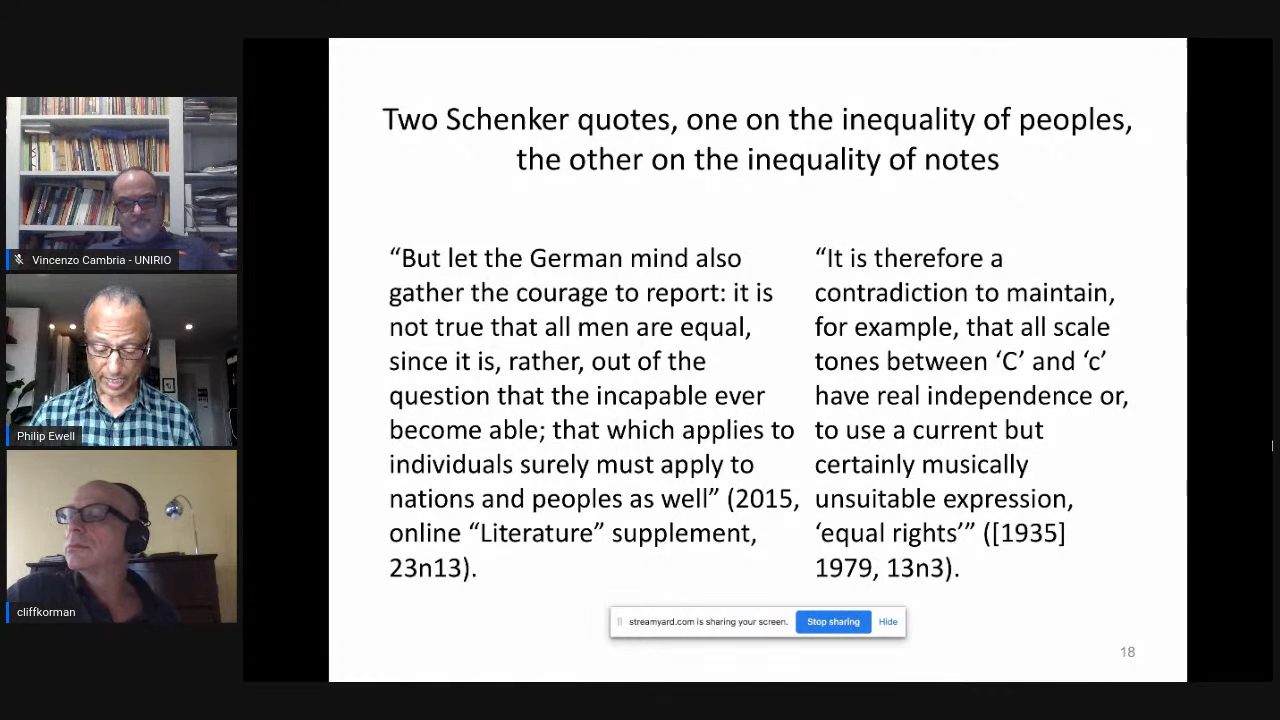 Two Schenker quotes, one on the inequality of peoples,
the other on the inequality of notes
“But let the German mind also
gather the courage to report: it is
not true that all men are equal,
since it is, rather, out of the
question that the incapable ever
become able; that which applies to
individuals surely must apply to
nations and peoples as well” (2015,
online “Literature” supplement,
23n13).
“It is therefore a
contradiction to maintain,
for example, that all scale
tones between ‘C’ and ‘c’
have real independence or,
to use a current but
certainly musically
unsuitable expression,
‘equal rights’” ([1935]
1979, 13n3).
streamyard.com is sharing your screen.
Stop sharing
Hide
18
Vincenzo Cambria - UNIRIO
Philip Ewell
cliffkorman